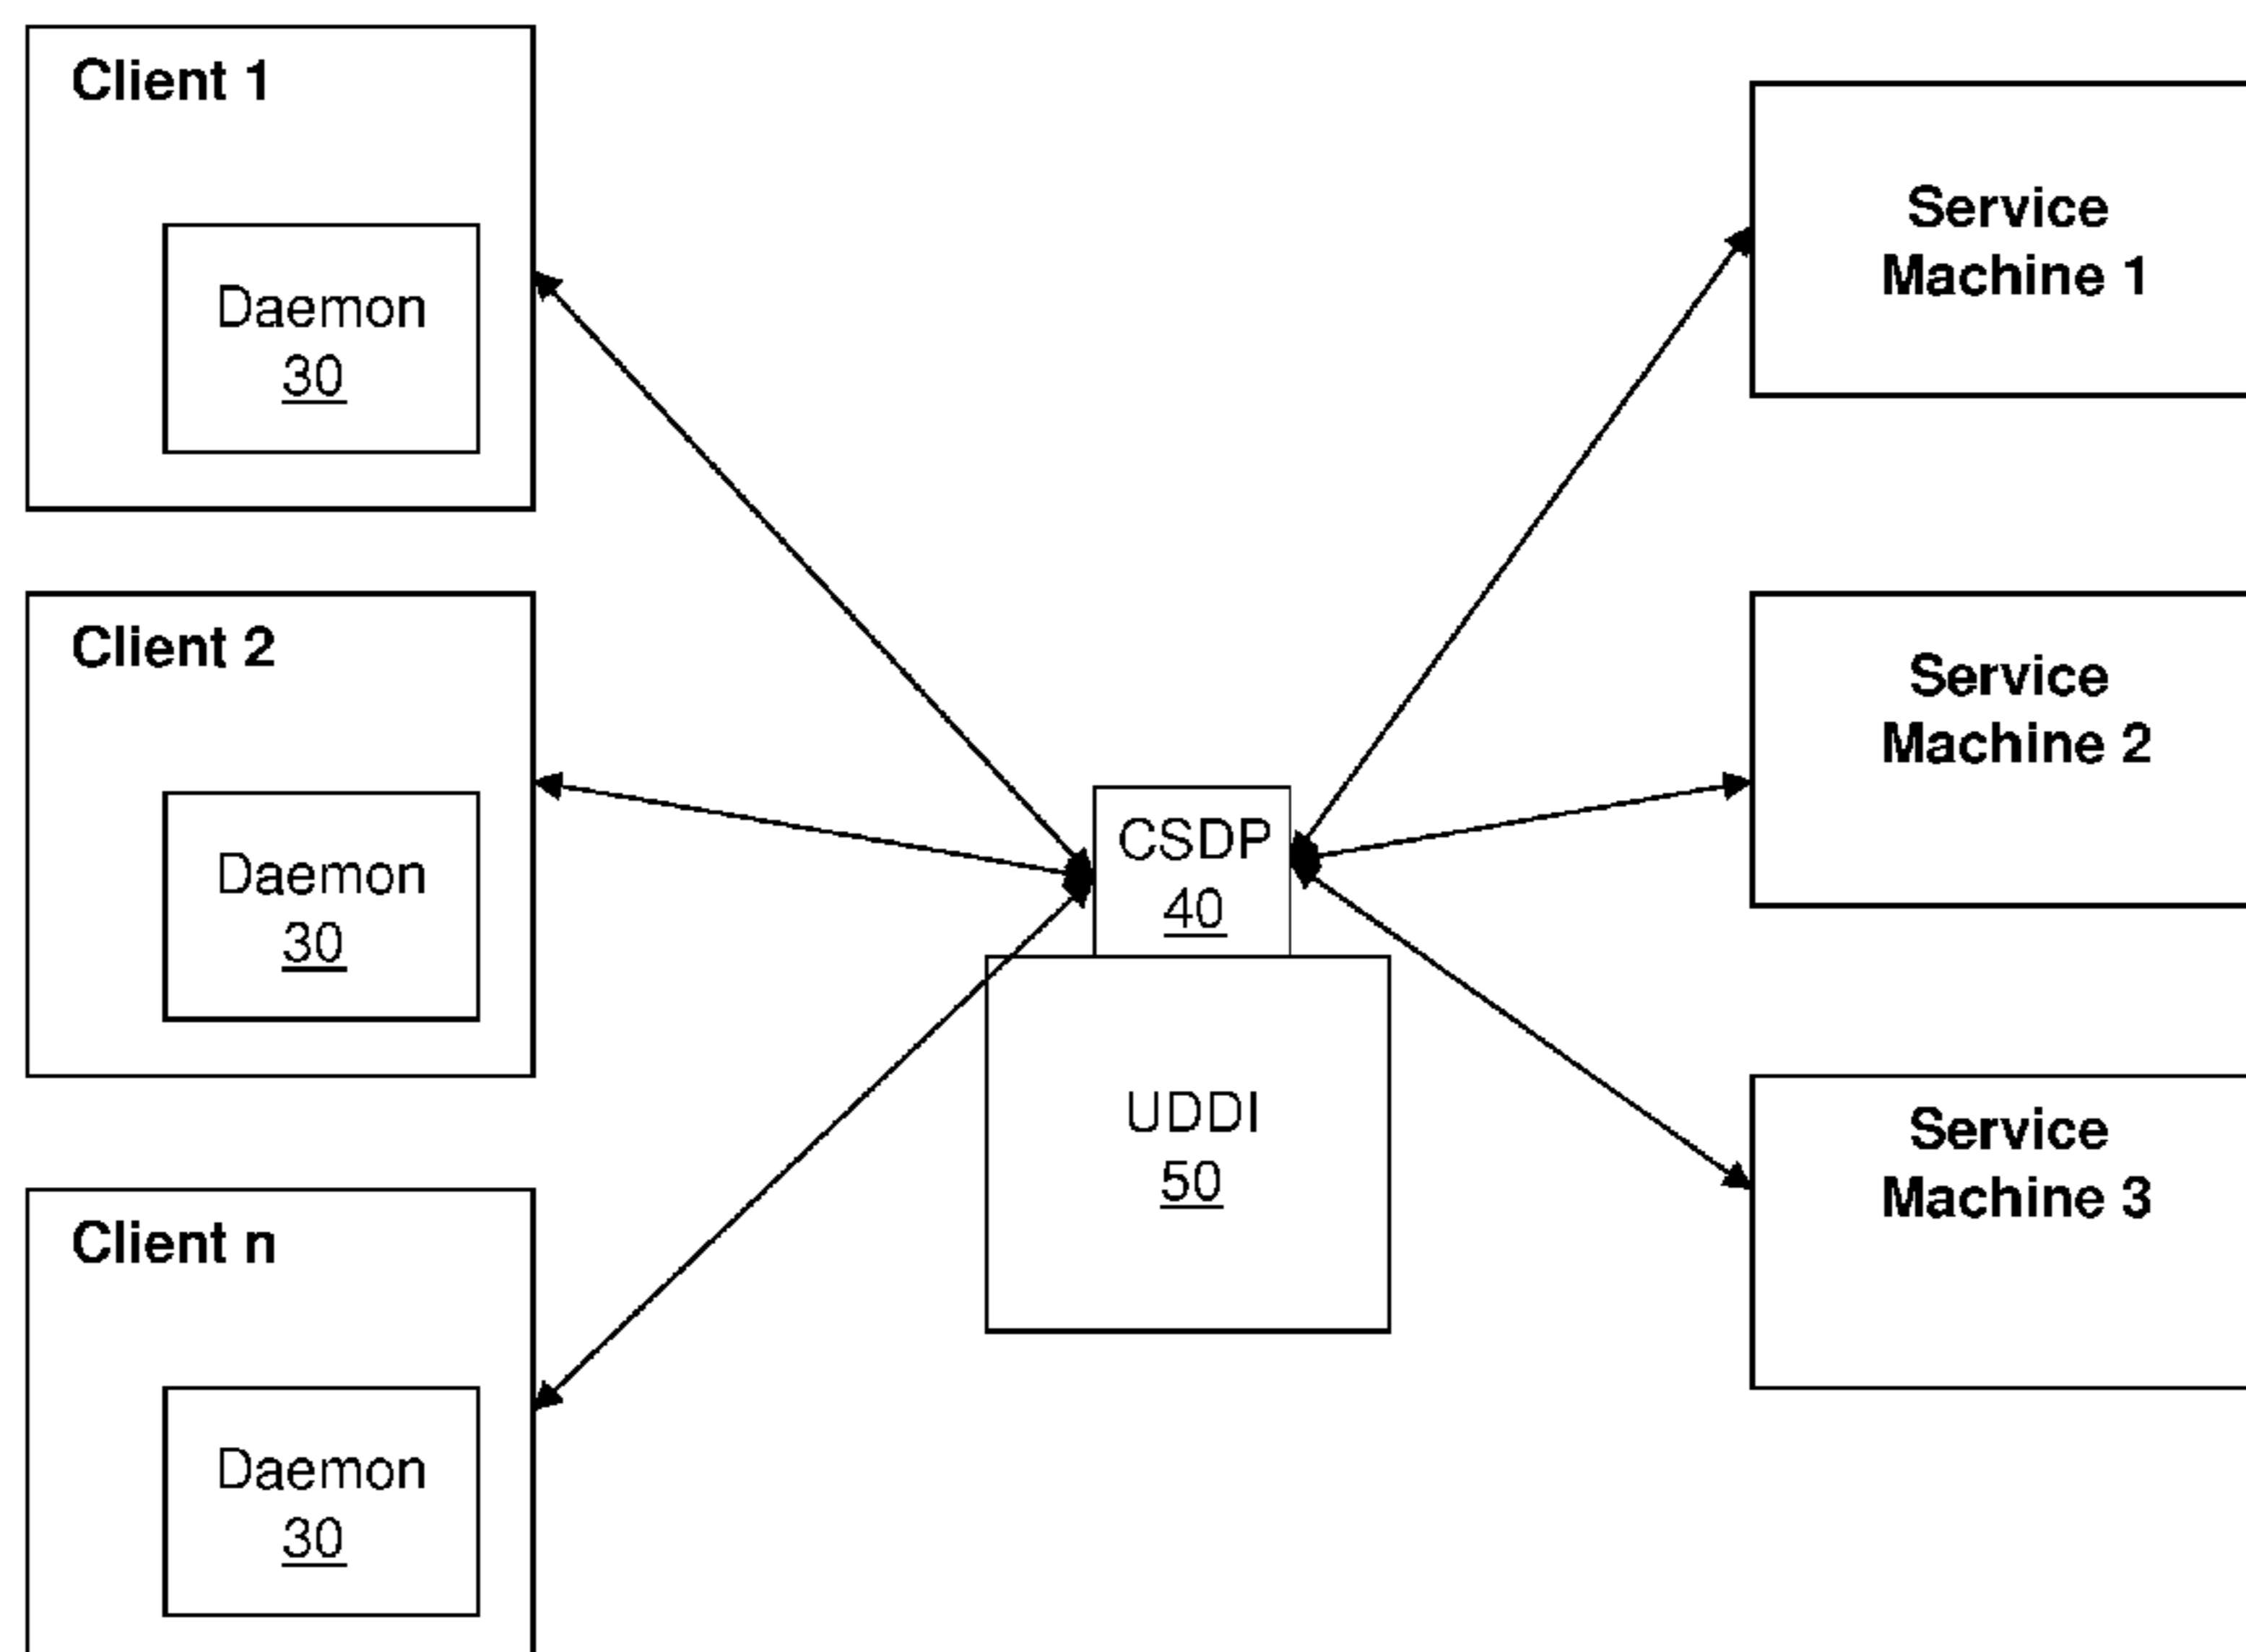 Client 1
Daemon
30
Client 2
Daemon
30
Client n
Daemon
30
CSDP
40
UDDI
50
Service
Machine 1
Service
Machine 2
Service
Machine 3